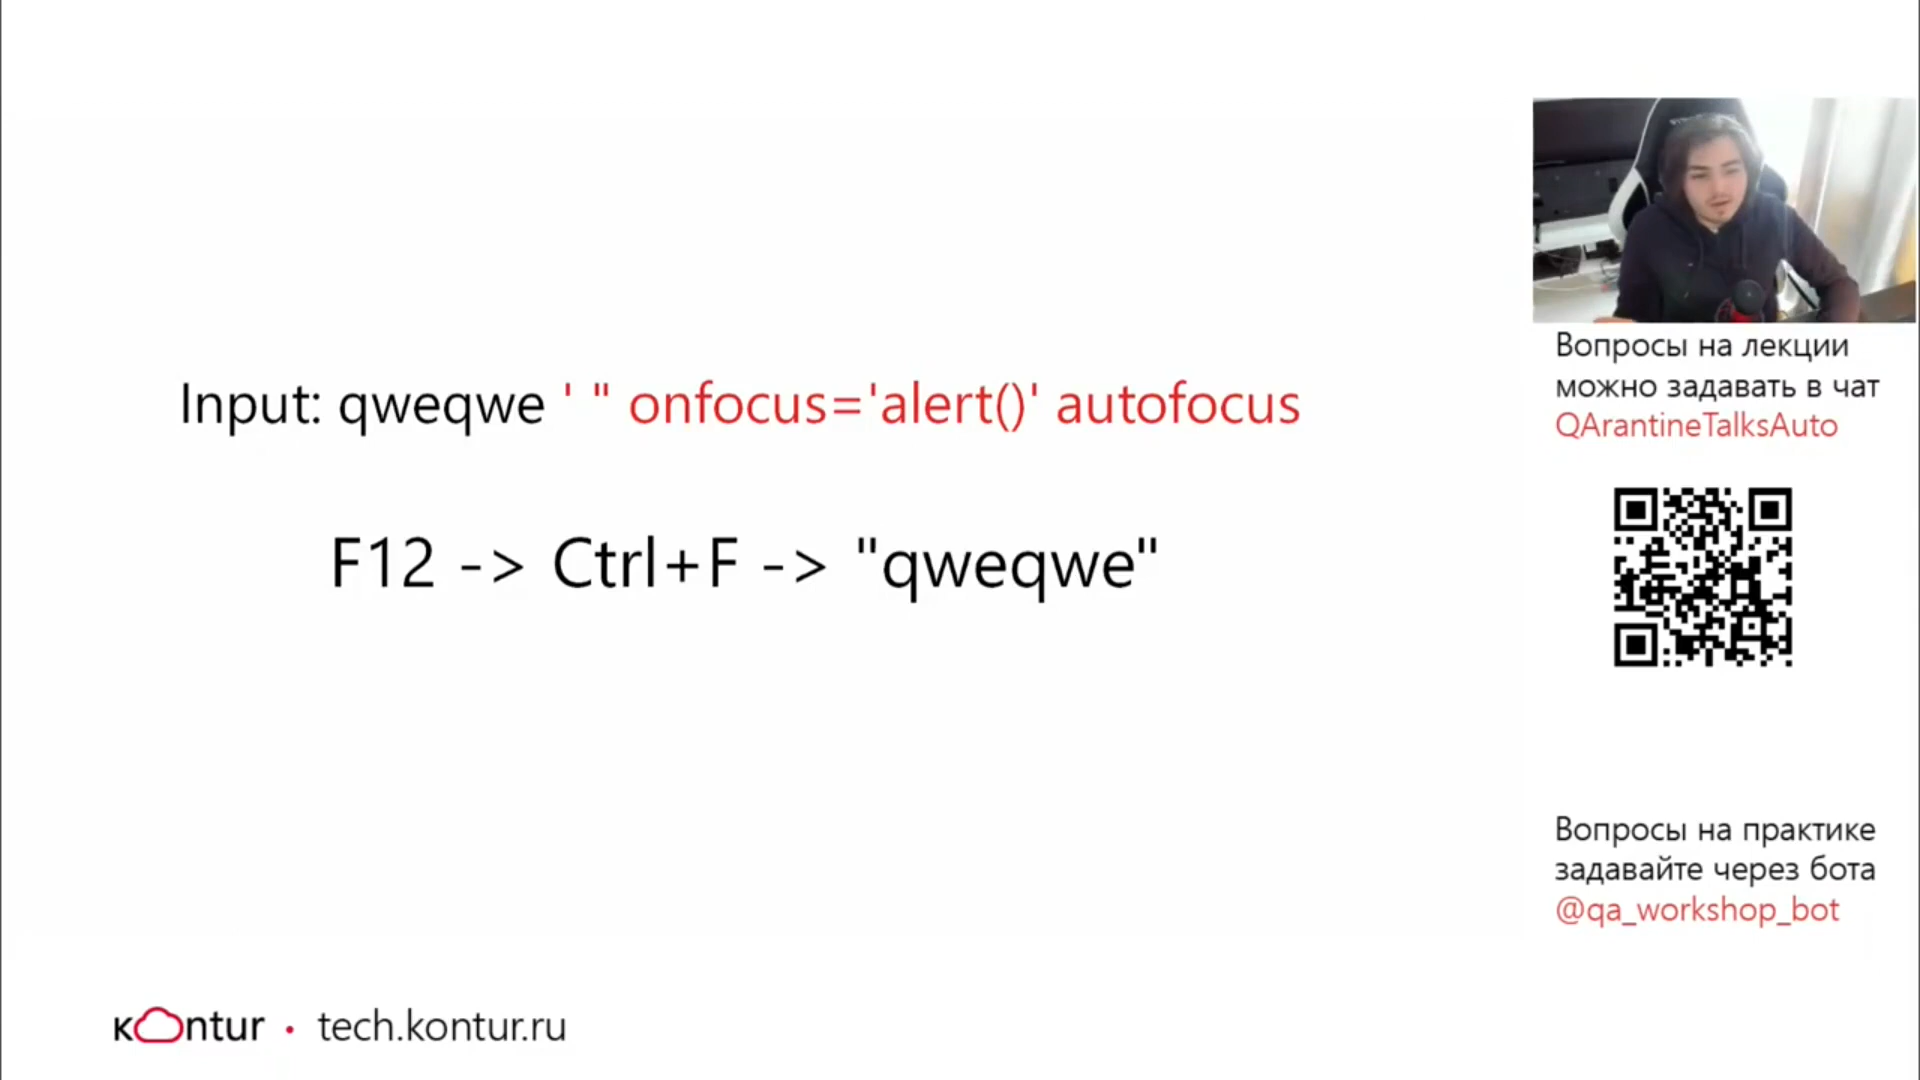 Input: qweqwe ' " onfocus='alert()' autofocus
F12 -> Ctrl+F -> "qweqwe"
Вопросы на лекции
можно задавать в чат
QArantineTalksAuto
Вопросы на практике
задавайте через бота
@qa_workshop_bot
кontur • tech.kontur.ru